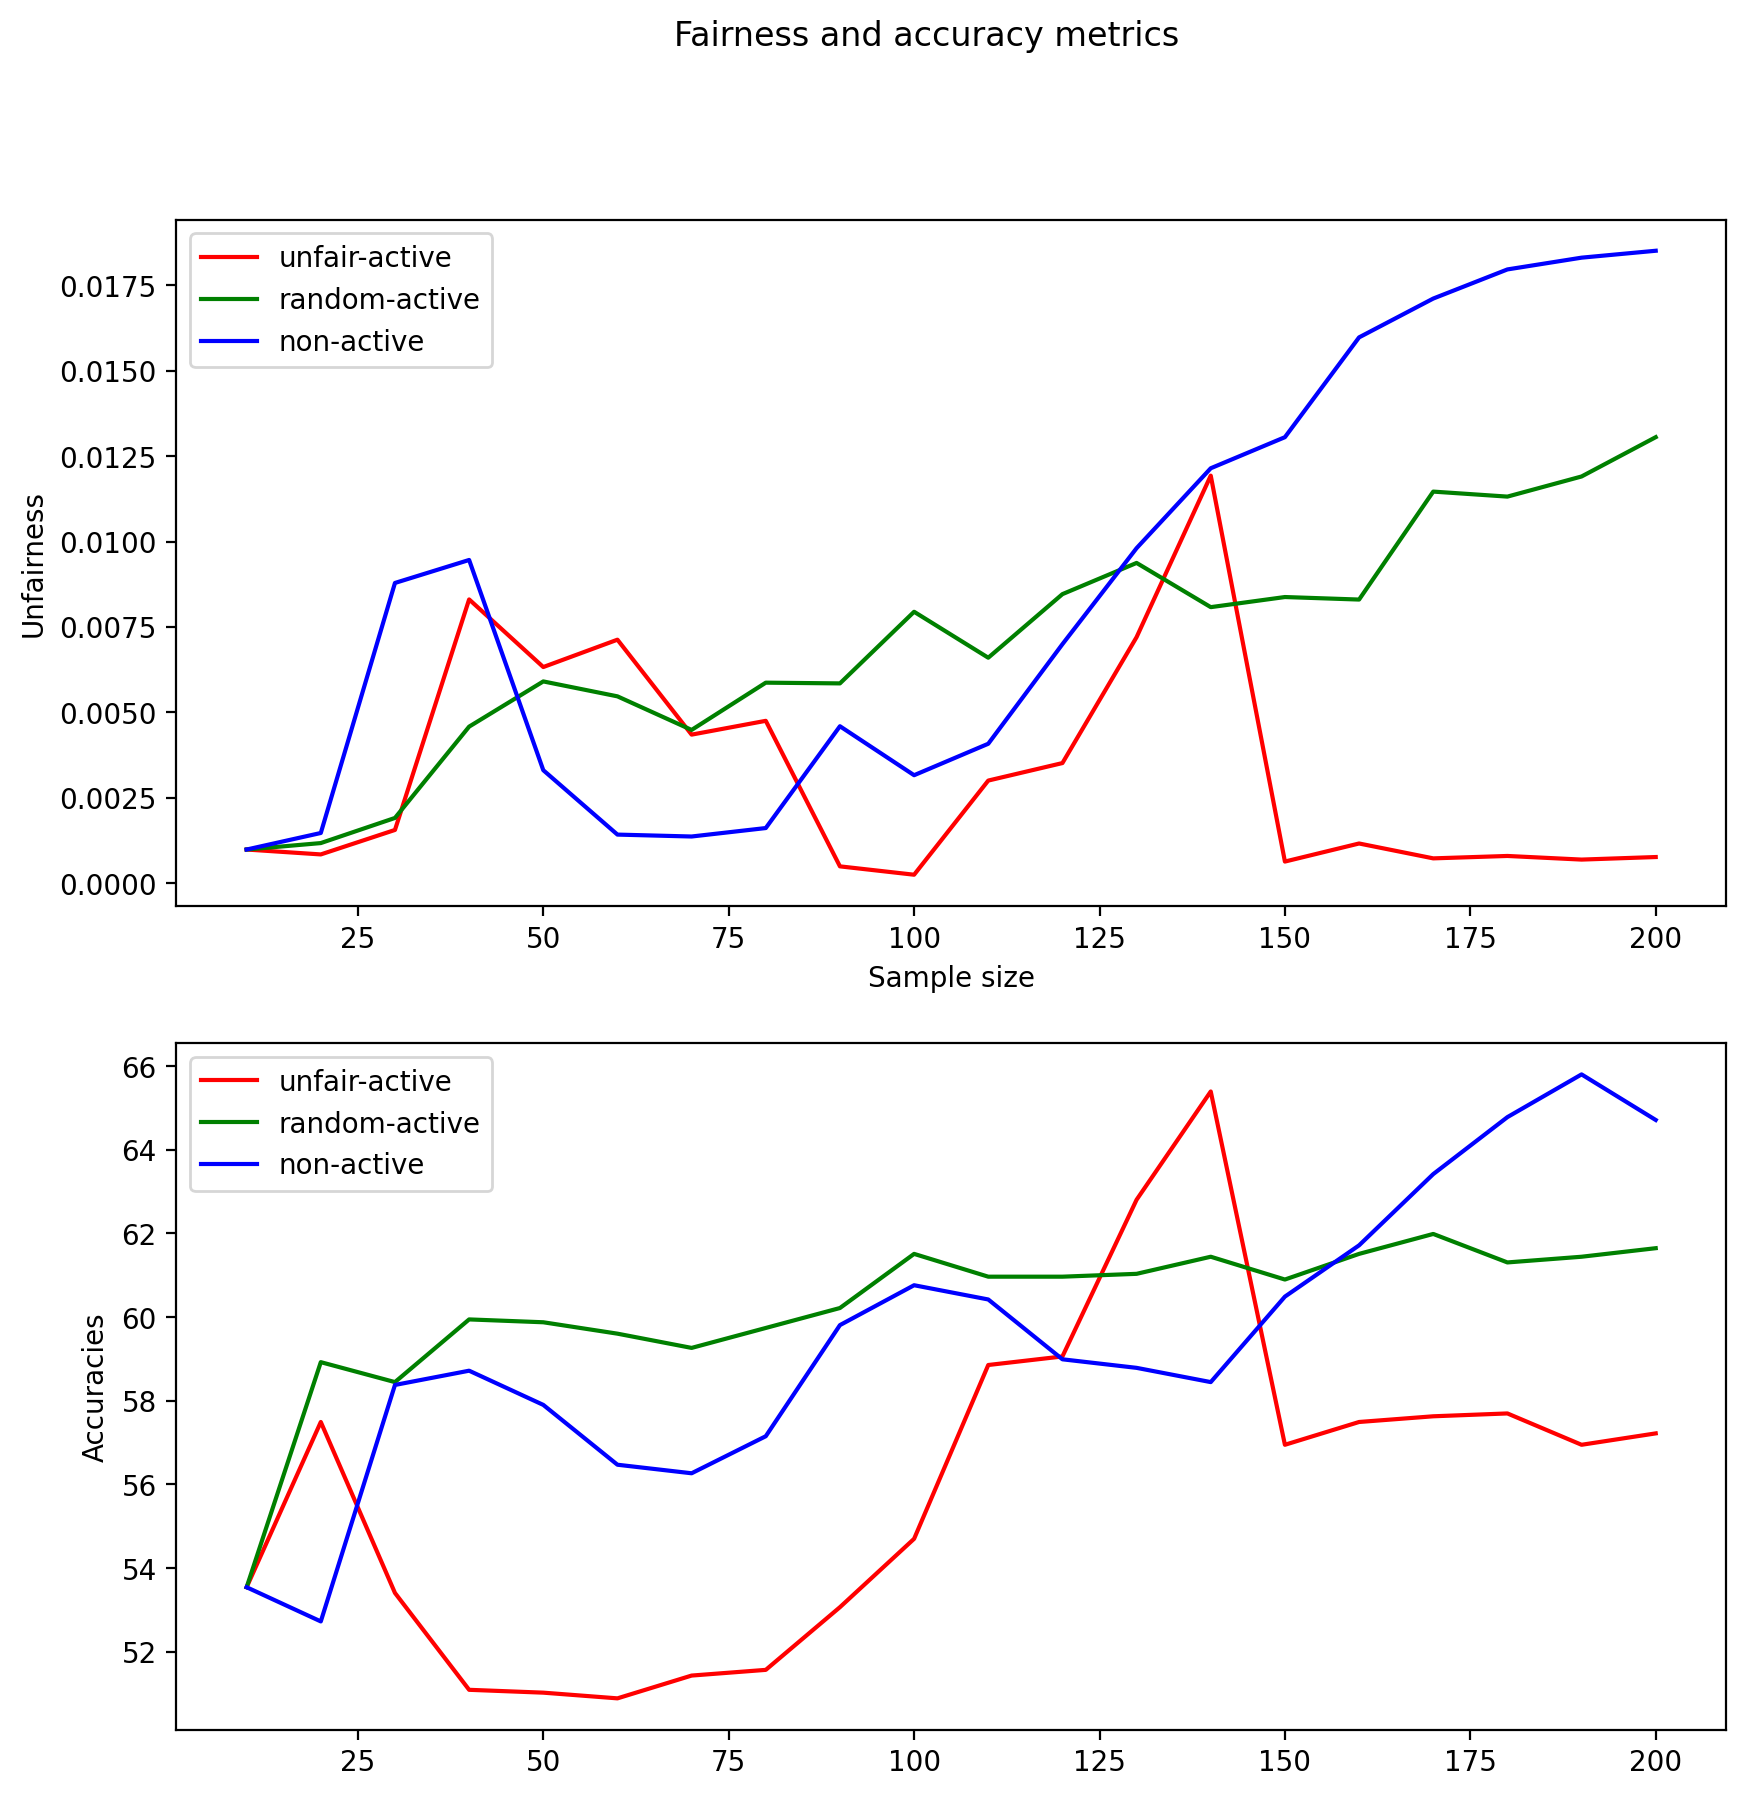 Fairness and accuracy metrics
unfair-active
random-active
non-active
0.0175
0.0150
0.0125
0.0100
0.0075
0.0050
0.0025
0.0000
Unfairness
25 50 75 100 125 150 175 200
Sample size
unfair-active
random-active
non-active
66
64
62
60
58
56
54
52
Accuracies
25 50 75 100 125 150 175 200